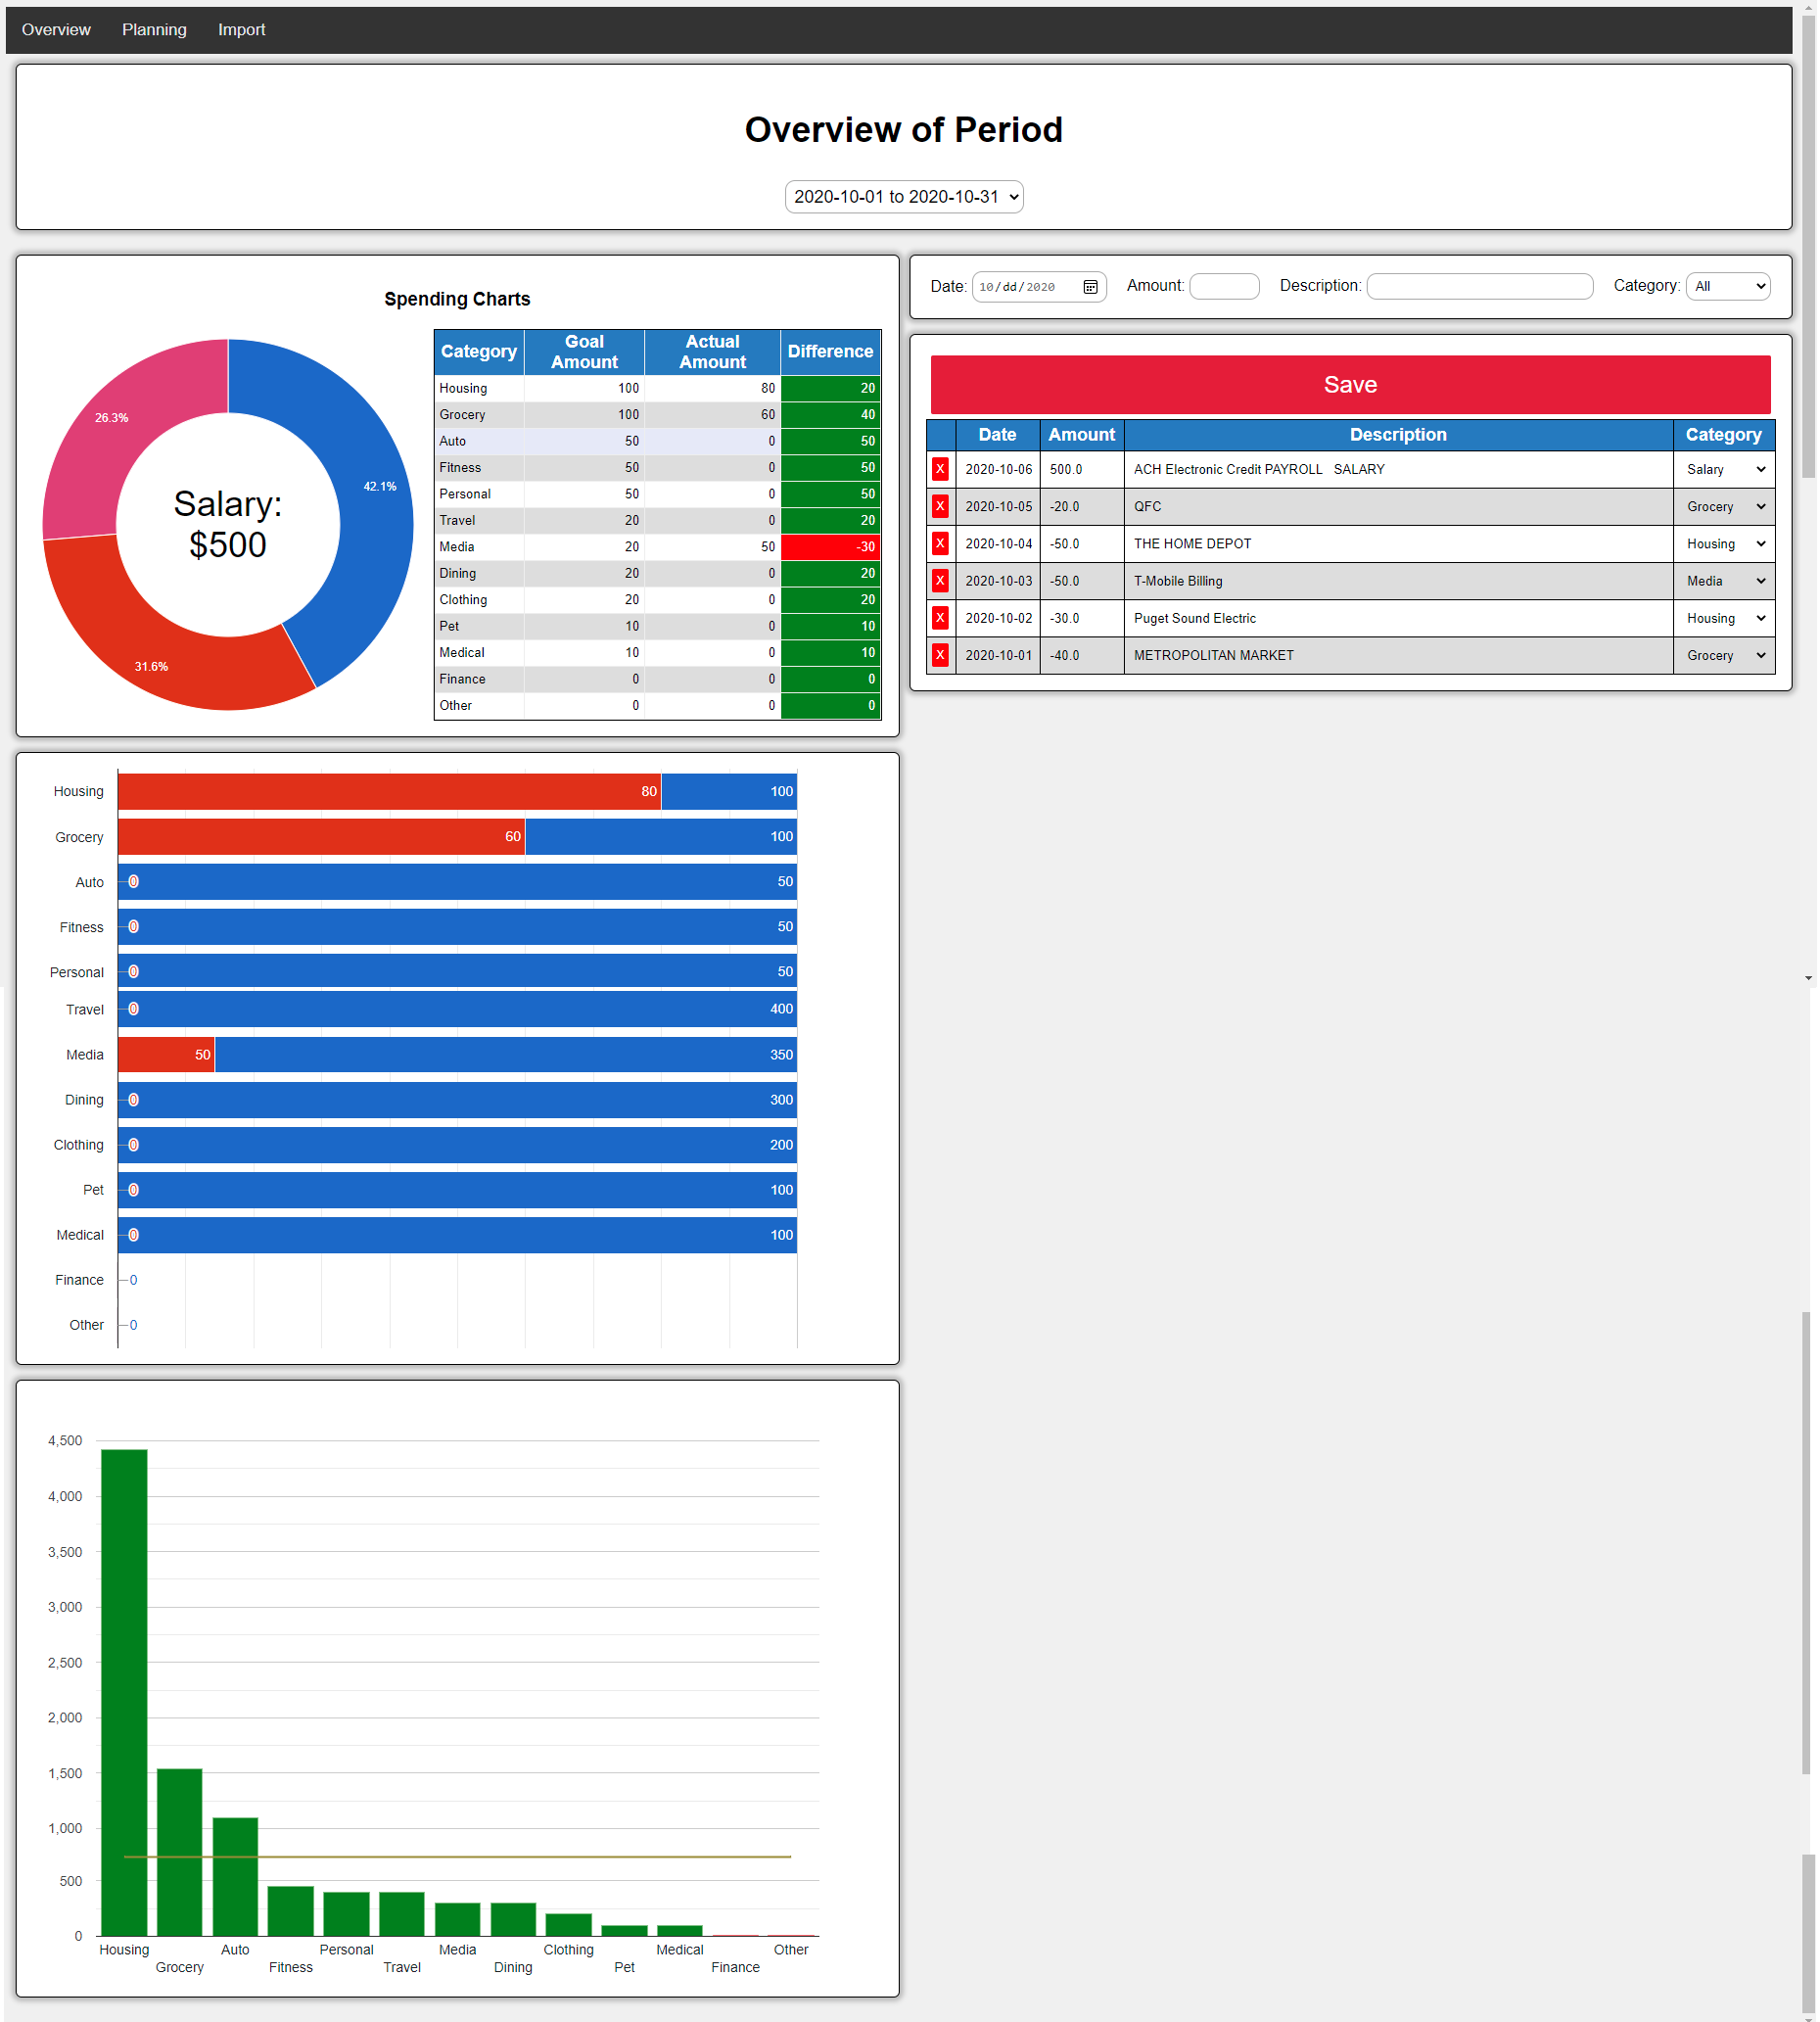 Overview Planning Import
Overview of Period
2020-10-01 to 2020-10-31
Spending Charts
26.3%
42.1%
31.6%
Salary:
$500
Category Goal Amount Actual Amount Difference
Housing 100 80 20
Grocery 100 60 40
Auto 50 0 50
Fitness 50 0 50
Personal 50 0 50
Travel 20 0 20
Media 20 50 -30
Dining 20 0 20
Clothing 20 0 20
Pet 10 0 10
Medical 10 0 10
Finance 0 0 0
Other 0 0 0
Date: 10/dd/2020 Amount: Description: Category: All
Save
Date Amount Description Category
X 2020-10-06 500.0 ACH Electronic Credit PAYROLL SALARY Salary
X 2020-10-05 -20.0 QFC Grocery
X 2020-10-04 -50.0 THE HOME DEPOT Housing
X 2020-10-03 -50.0 T-Mobile Billing Media
X 2020-10-02 -30.0 Puget Sound Electric Housing
X 2020-10-01 -40.0 METROPOLITAN MARKET Grocery
Housing 80 100
Grocery 60 100
Auto 0 50
Fitness 0 50
Personal 0 50
Travel 0 400
Media 50 350
Dining 0 300
Clothing 0 200
Pet 0 100
Medical 0 100
Finance 0
Other 0
4,500
4,000
3,500
3,000
2,500
2,000
1,500
1,000
500
0
Housing Auto Personal Media Clothing Medical Other
Grocery Fitness Travel Dining Pet Finance